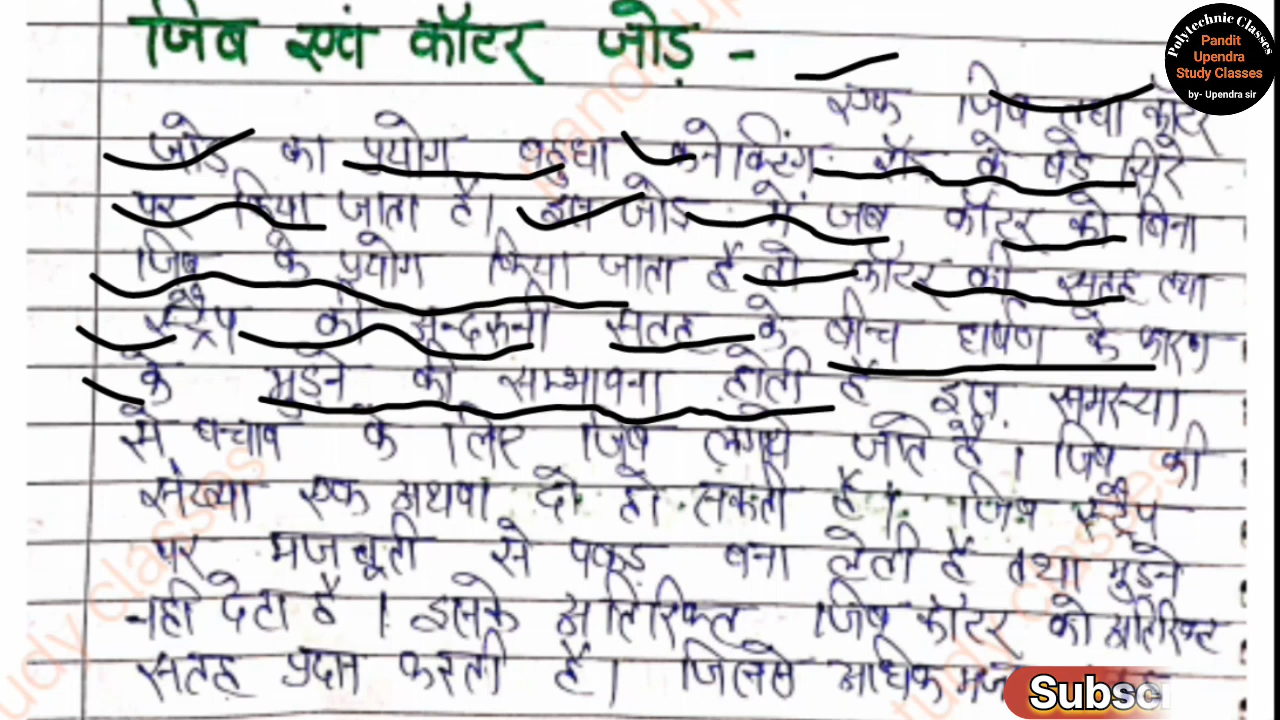 जिब एवं कॉटर जोड़ -
Polytechnic Classes
Pandit
Upendra
Study Classes
by- Upendra sir
एक जिब तथा कॉटर
जोड़ का प्रयोग बहुधा कनेक्टिंग रॉड के बड़े सिरे
पर किया जाता है। इस जोड़ में जब कॉटर को बिना
जिब के प्रयोग किया जाता है तो कॉटर की सतह तथा
स्ट्रैप की अन्दरूनी सतह के बीच घर्षण के कारण
के मुड़ने की सम्भावना होती है इस समस्या
से बचाव के लिए जिब लगाये जाते है। जिब की
संख्या एक अथवा दो हो सकती है। जिब स्ट्रैप
पर मजबूती से पकड़ बना लेती है तथा मुड़ने
नही देता है। इसके अतिरिक्त जिब कॉटर को अतिरिक्त
सतह प्रदान करती है। जिससे अधिक
Subscr